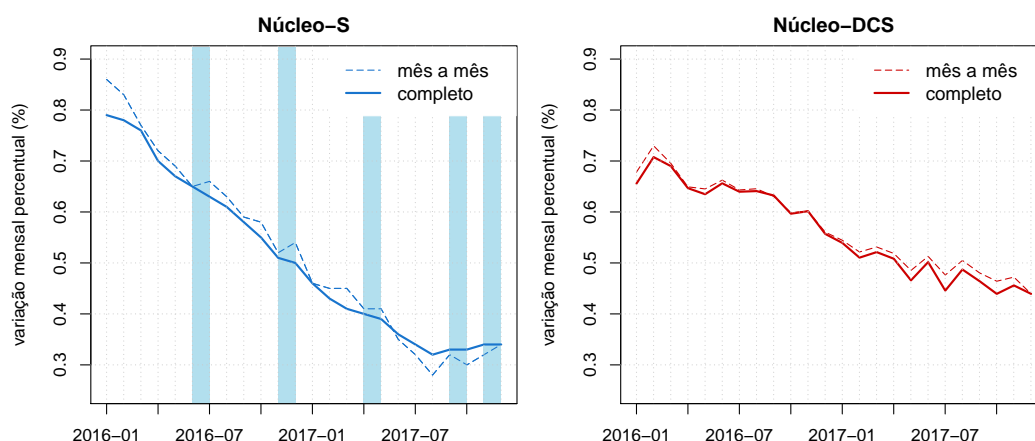 Núcleo−S
variação mensal percentual (%)
0.9
0.8
0.7
0.6
0.5
0.4
0.3
mês a mês
completo
2016−01
2016−07
2017−01
2017−07
Núcleo−DCS
variação mensal percentual (%)
0.9
0.8
0.7
0.6
0.5
0.4
0.3
mês a mês
completo
2016−01
2016−07
2017−01
2017−07